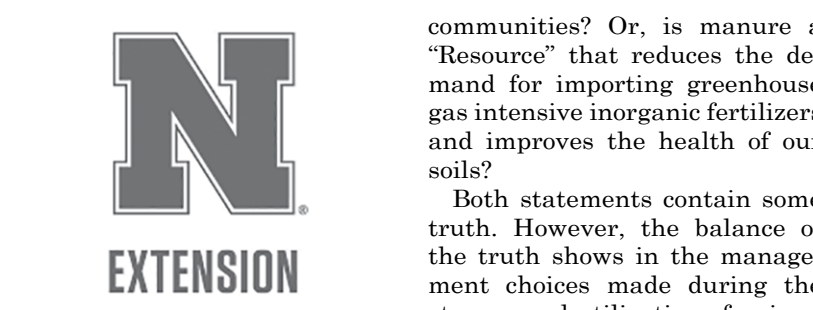 N
®
EXTENSION
communities? Or, is manure a
“Resource” that reduces the de-
mand for importing greenhouse
gas intensive inorganic fertilizers
and improves the health of our
soils?
Both statements contain some
truth. However, the balance of
the truth shows in the manage-
ment choices made during the